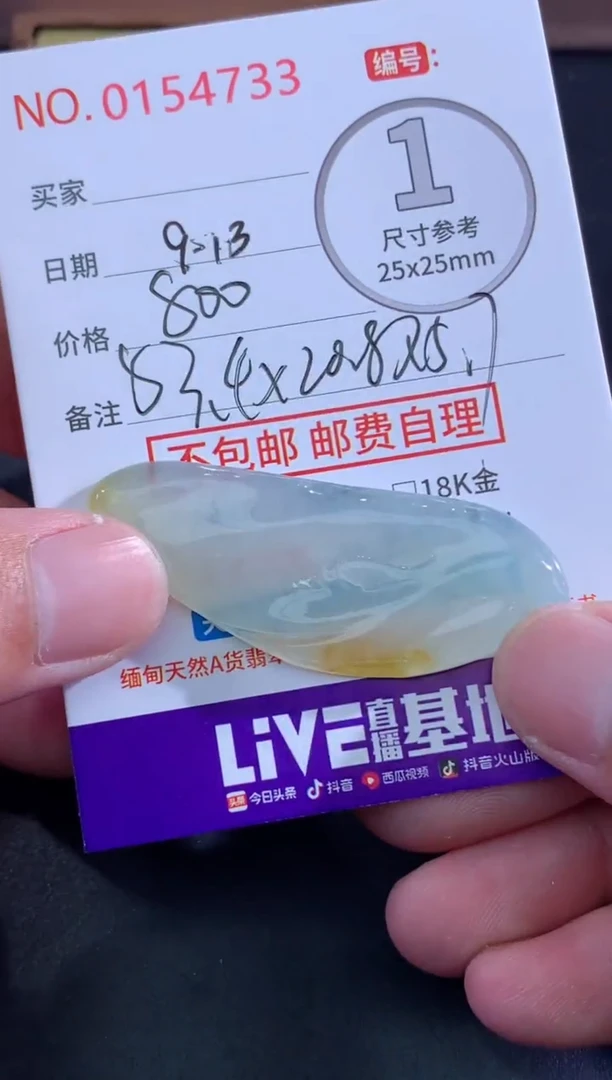 NO.0154733
编号：
1
尺寸参考
25x25mm
买家
日期 9-13
价格 800
备注
不包邮 邮费自理
□18K金
缅甸天然A货翡翠
LiVE直播基地
头条 今日头条 抖音 西瓜视频 抖音火山版